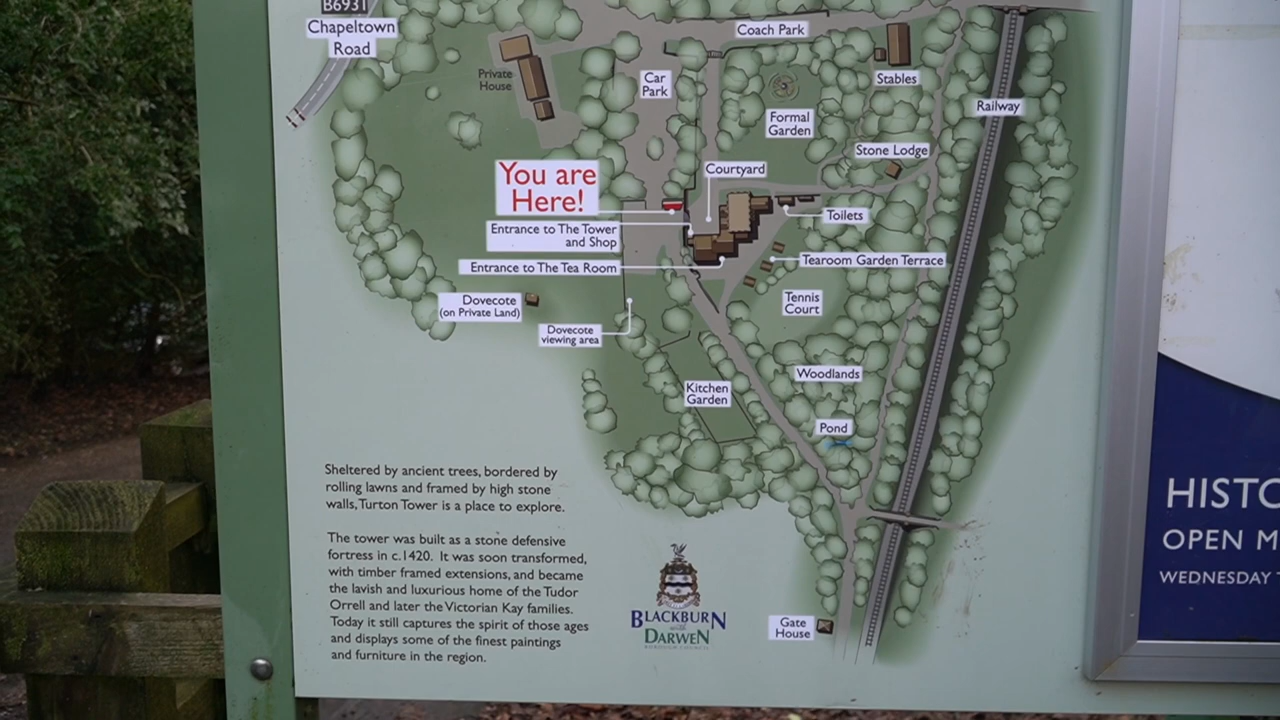 B6931
Chapeltown
Road
Coach Park
Private
House
Car
Park
Stables
Railway
Formal
Garden
Stone Lodge
Courtyard
You are
Here!
Toilets
Entrance to The Tower
and Shop
Entrance to The Tea Room
Tearoom Garden Terrace
Dovecote
(on Private Land)
Tennis
Court
Dovecote
viewing area
Woodlands
Kitchen
Garden
Pond
Sheltered by ancient trees, bordered by
rolling lawns and framed by high stone
walls, Turton Tower is a place to explore.
The tower was built as a stone defensive
fortress in c.1420. It was soon transformed,
with timber framed extensions, and became
the lavish and luxurious home of the Tudor
Orrell and later the Victorian Kay families.
Today it still captures the spirit of those ages
and displays some of the finest paintings
and furniture in the region.
BLACKBURN
with
DARWEN
BOROUGH COUNCIL
Gate
House
HISTO
OPEN M
WEDNESDAY